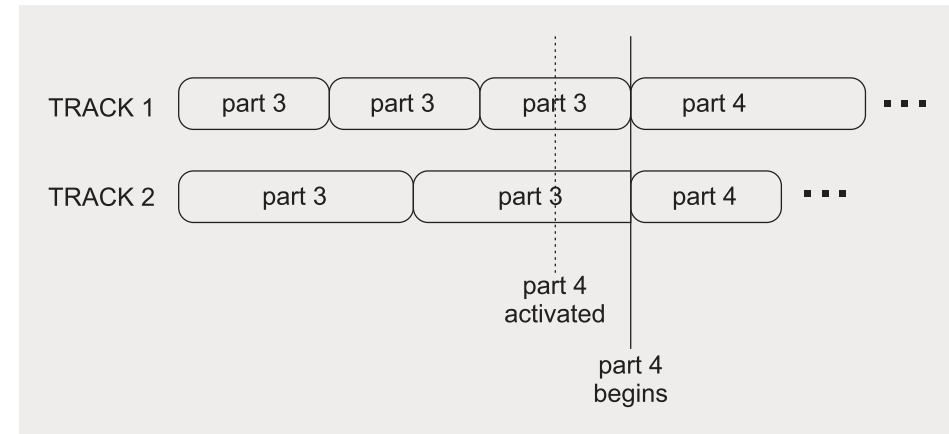 TRACK 1 part 3 part 3 part 3 part 4 ...
TRACK 2 part 3 part 3 part 4 ...
part 4
activated
part 4
begins